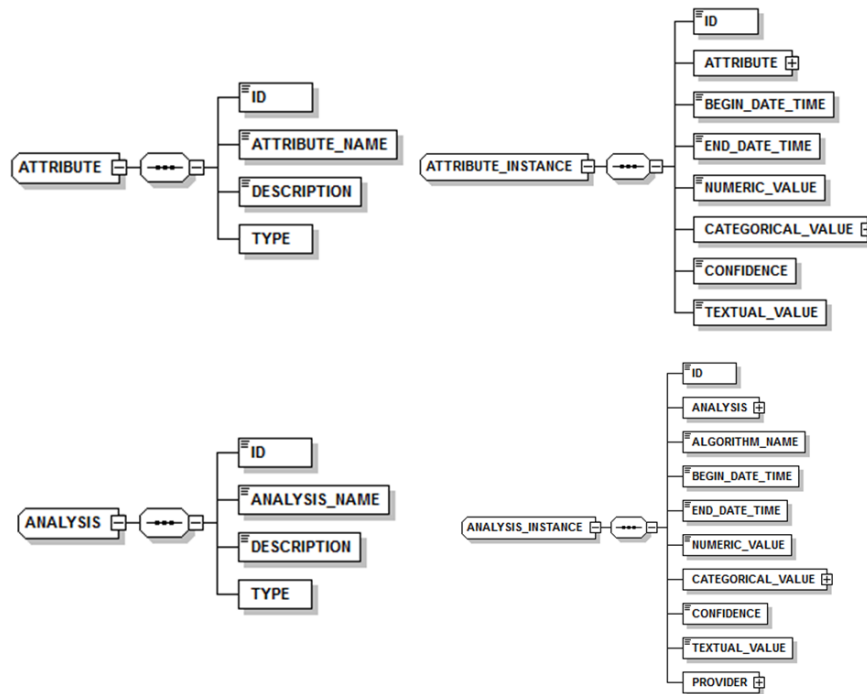 ATTRIBUTE
ID
ATTRIBUTE_NAME
DESCRIPTION
TYPE
ATTRIBUTE_INSTANCE
ID
ATTRIBUTE
BEGIN_DATE_TIME
END_DATE_TIME
NUMERIC_VALUE
CATEGORICAL_VALUE
CONFIDENCE
TEXTUAL_VALUE
ANALYSIS
ID
ANALYSIS_NAME
DESCRIPTION
TYPE
ANALYSIS_INSTANCE
ID
ANALYSIS
ALGORITHM_NAME
BEGIN_DATE_TIME
END_DATE_TIME
NUMERIC_VALUE
CATEGORICAL_VALUE
CONFIDENCE
TEXTUAL_VALUE
PROVIDER